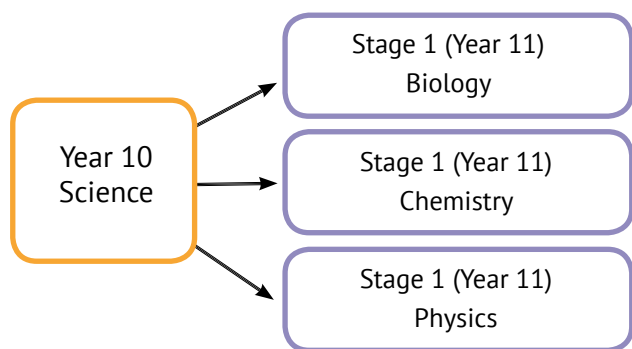 Year 10
Science
Stage 1 (Year 11)
Biology
Stage 1 (Year 11)
Chemistry
Stage 1 (Year 11)
Physics